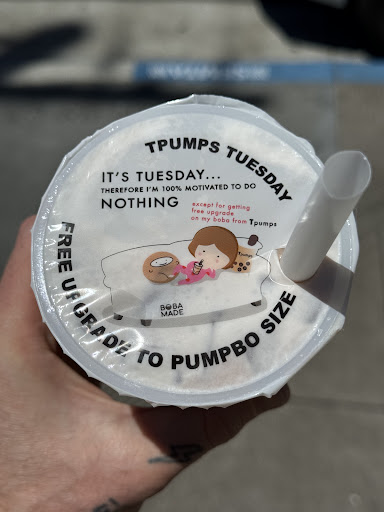 TPUMPS TUESDAY
IT'S TUESDAY...
THEREFORE I'M 100% MOTIVATED TO DO
NOTHING
except for getting
free upgrade
on my boba from Tpumps
BOBA
MADE
FREE UPGRADE TO PUMPBO SIZE